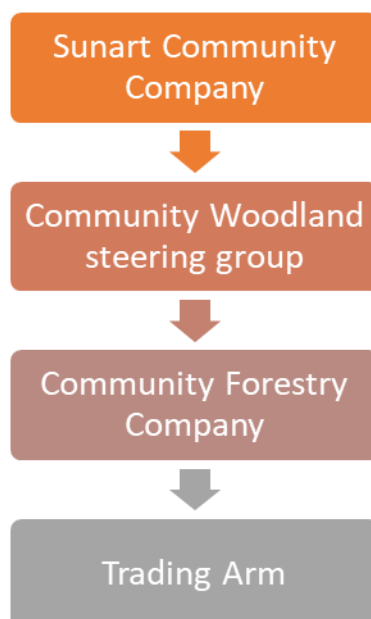 Sunart Community
Company
Community Woodland
steering group
Community Forestry
Company
Trading Arm